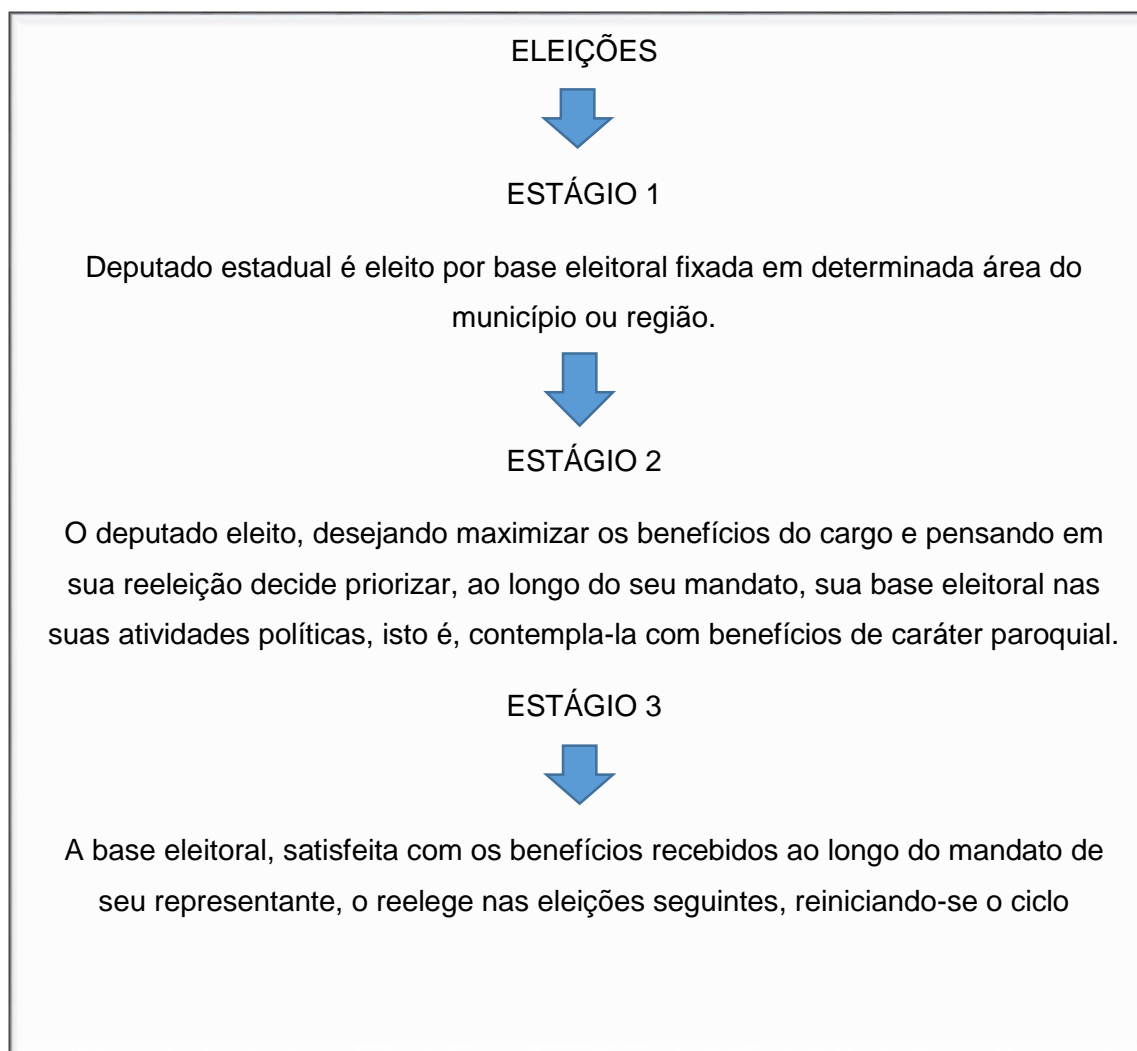 ELEIÇÕES
ESTÁGIO 1
Deputado estadual é eleito por base eleitoral fixada em determinada área do
município ou região.
ESTÁGIO 2
O deputado eleito, desejando maximizar os benefícios do cargo e pensando em
sua reeleição decide priorizar, ao longo do seu mandato, sua base eleitoral nas
suas atividades políticas, isto é, contempla-la com benefícios de caráter paroquial.
ESTÁGIO 3
A base eleitoral, satisfeita com os benefícios recebidos ao longo do mandato de
seu representante, o reelege nas eleições seguintes, reiniciando-se o ciclo